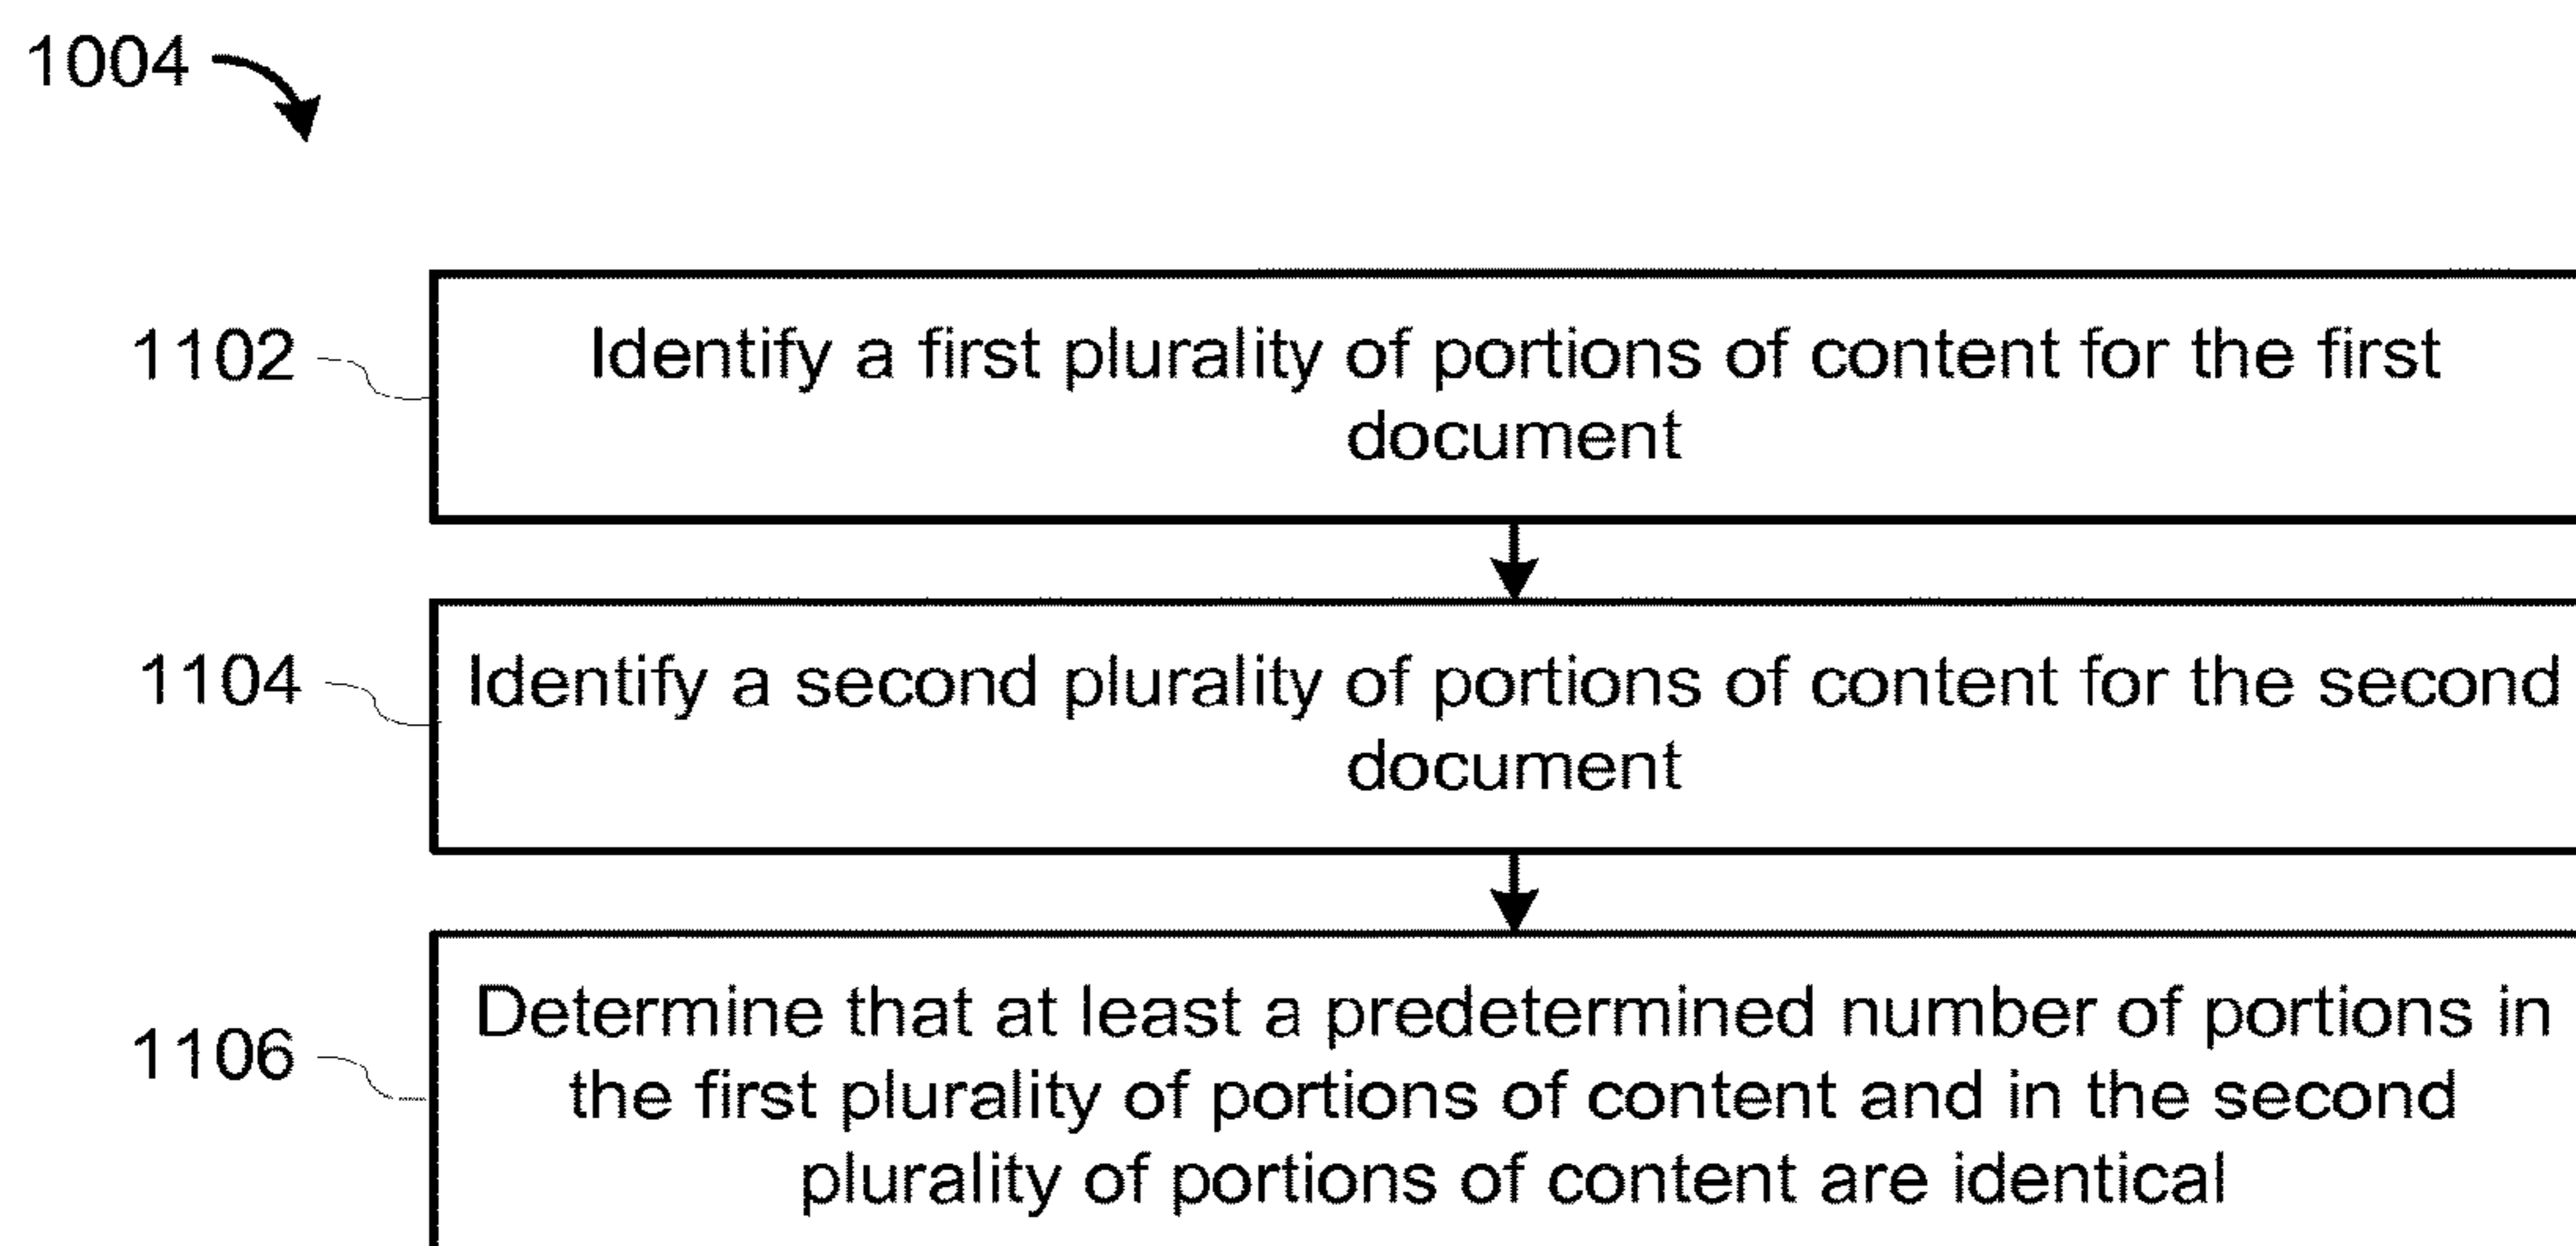 1004
1102
Identify a first plurality of portions of content for the first
document
1104
Identify a second plurality of portions of content for the second
document
1106
Determine that at least a predetermined number of portions in
the first plurality of portions of content and in the second
plurality of portions of content are identical